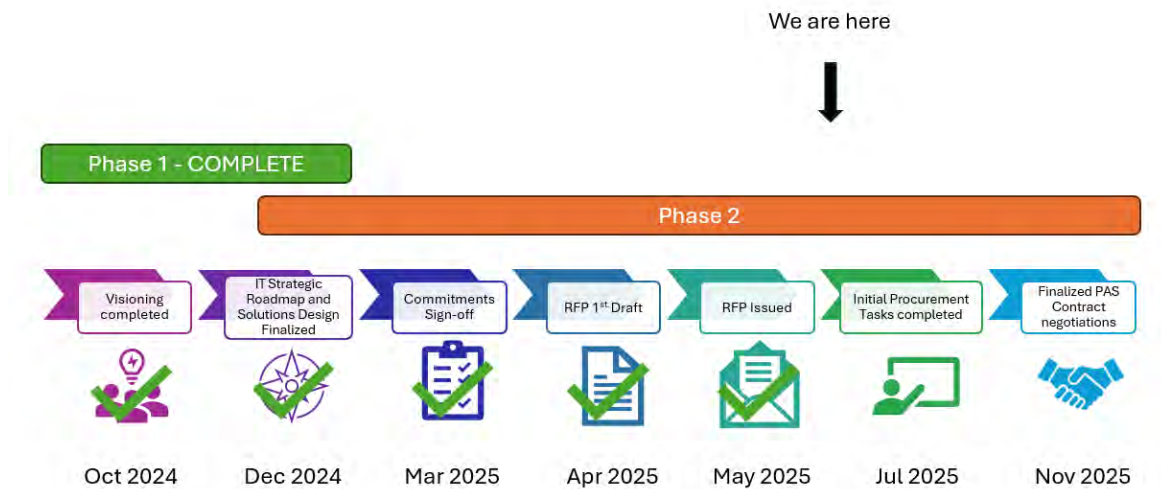 We are here
Phase 1 - COMPLETE
Phase 2
Visioning
completed
IT Strategic
Roadmap and
Solutions Design
Finalized
Commitments
Sign-off
RFP 1st Draft
RFP Issued
Initial Procurement
Tasks completed
Finalized PAS
Contract
negotiations
Oct 2024
Dec 2024
Mar 2025
Apr 2025
May 2025
Jul 2025
Nov 2025